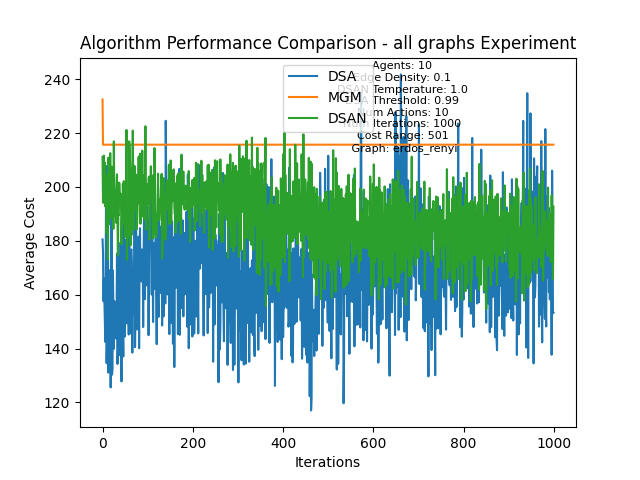 Algorithm Performance Comparison - all graphs Experiment
Agents: 10
Edge Density: 0.1
DSAN Temperature: 1.0
Threshold: 0.99
Num Actions: 10
Iterations: 1000
Cost Range: 501
Graph: erdos_renyi
DSA
MGM
DSAN
Average Cost
240
220
200
180
160
140
120
0
200
400
600
800
1000
Iterations